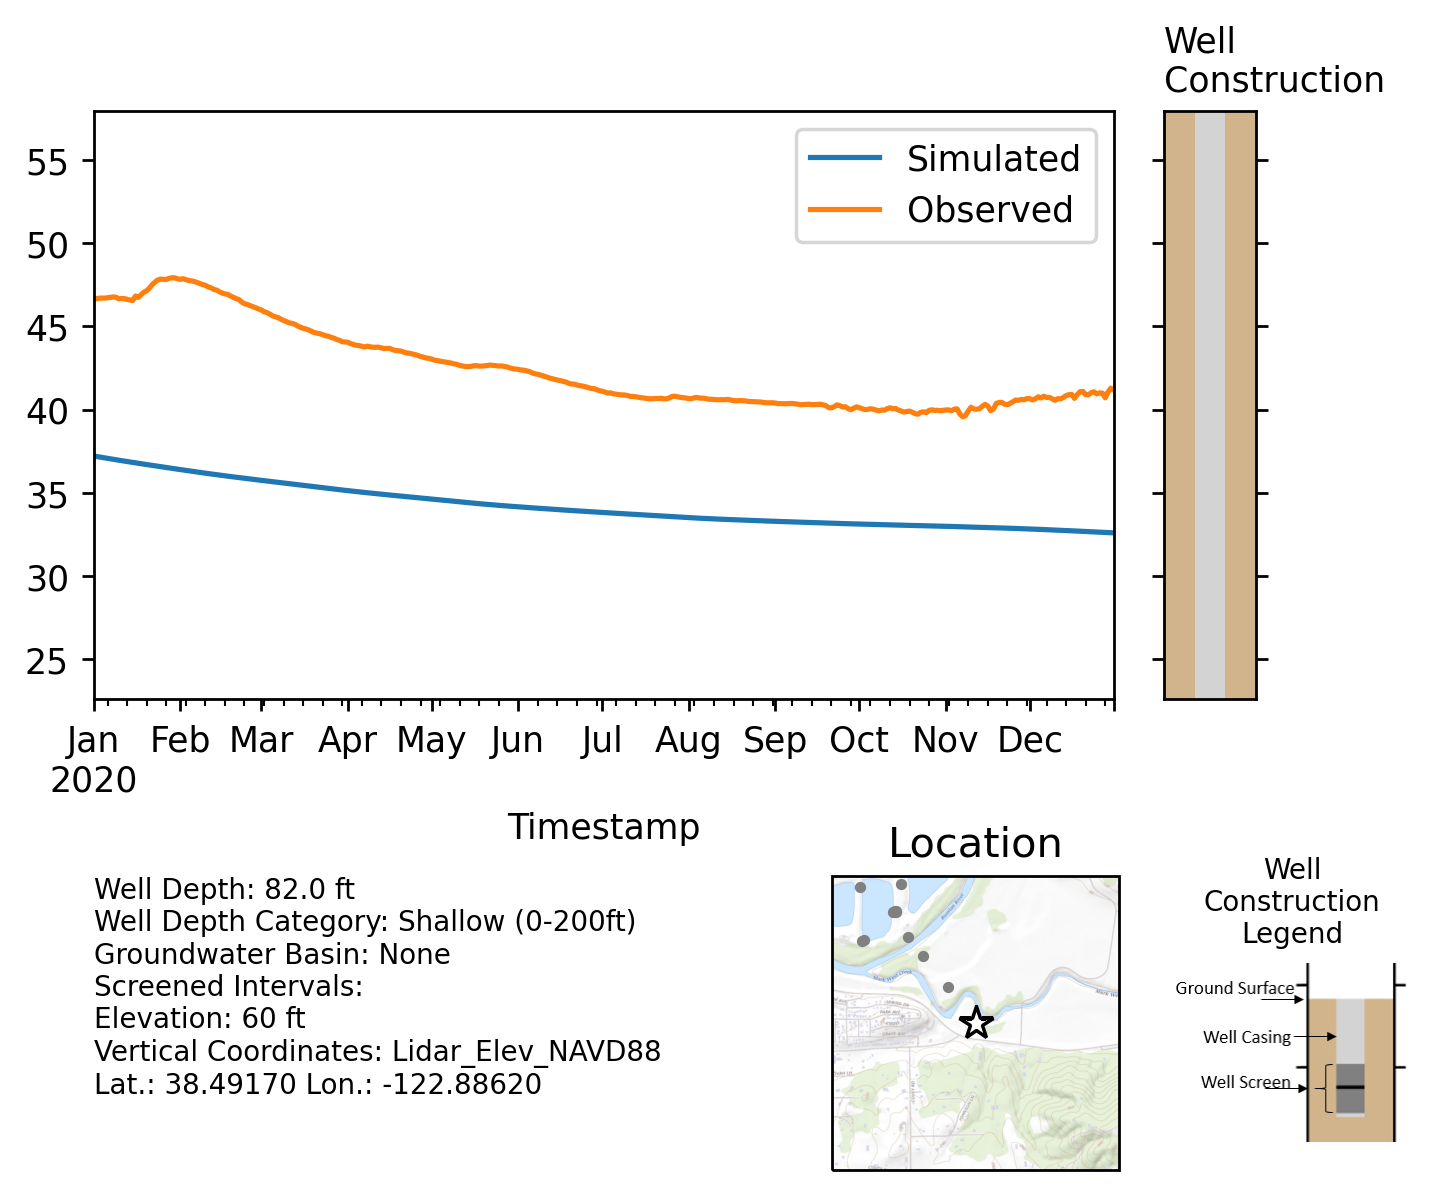 Well
Construction
55
50
45
40
35
30
25
Simulated
Observed
Jan Feb Mar Apr May Jun Jul Aug Sep Oct Nov Dec
2020
Timestamp
Well Depth: 82.0 ft
Well Depth Category: Shallow (0-200ft)
Groundwater Basin: None
Screened Intervals:
Elevation: 60 ft
Vertical Coordinates: Lidar_Elev_NAVD88
Lat.: 38.49170 Lon.: -122.88620
Location
Well
Construction
Legend
Ground Surface
Well Casing
Well Screen